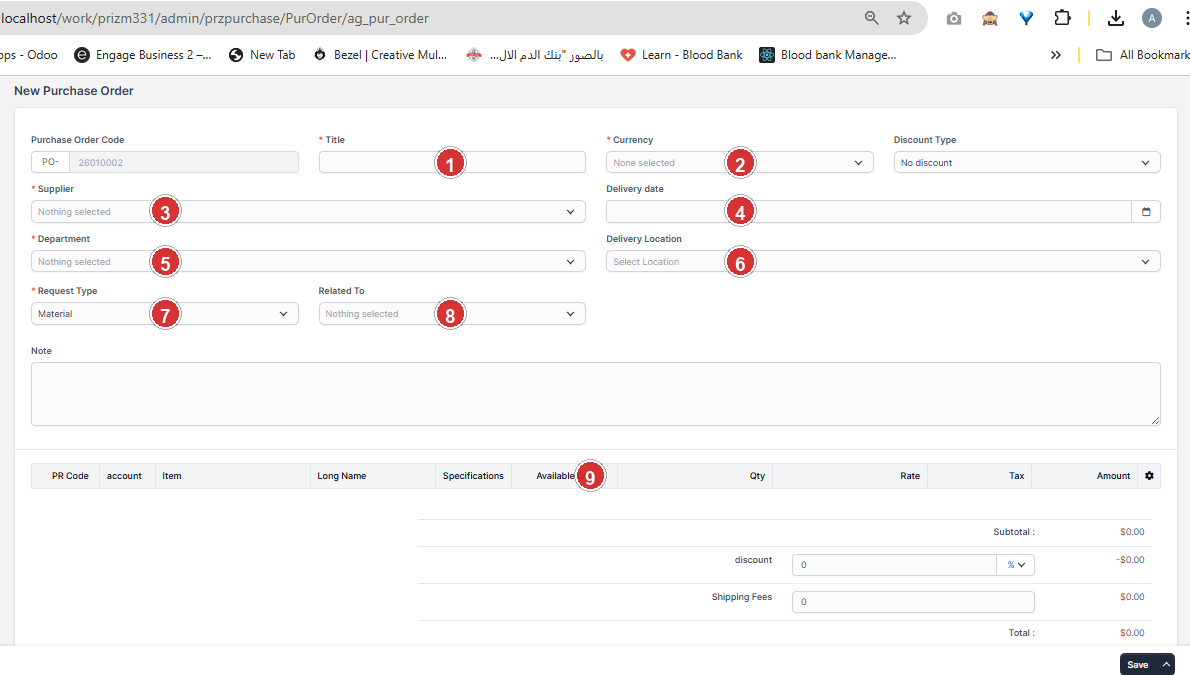 localhost/work/prizm331/admin/przpurchase/PurOrder/ag_pur_order
A
ops - Odoo
Engage Business 2 –...
New Tab
Bezel | Creative Mul...
بالصور "بنك الدم الال...
Learn - Blood Bank
Blood bank Manage...
All Bookmark
New Purchase Order
Purchase Order Code
* Title
* Currency
Discount Type
PO-
26010002
1
None selected
2
No discount
* Supplier
Delivery date
Nothing selected
3
4
* Department
Delivery Location
Nothing selected
5
Select Location
6
* Request Type
Related To
Material
7
Nothing selected
8
Note
PR Code
account
Item
Long Name
Specifications
Available
9
Qty
Rate
Tax
Amount
Subtotal :
$0.00
discount
0
%
-$0.00
Shipping Fees
0
$0.00
Total :
$0.00
Save